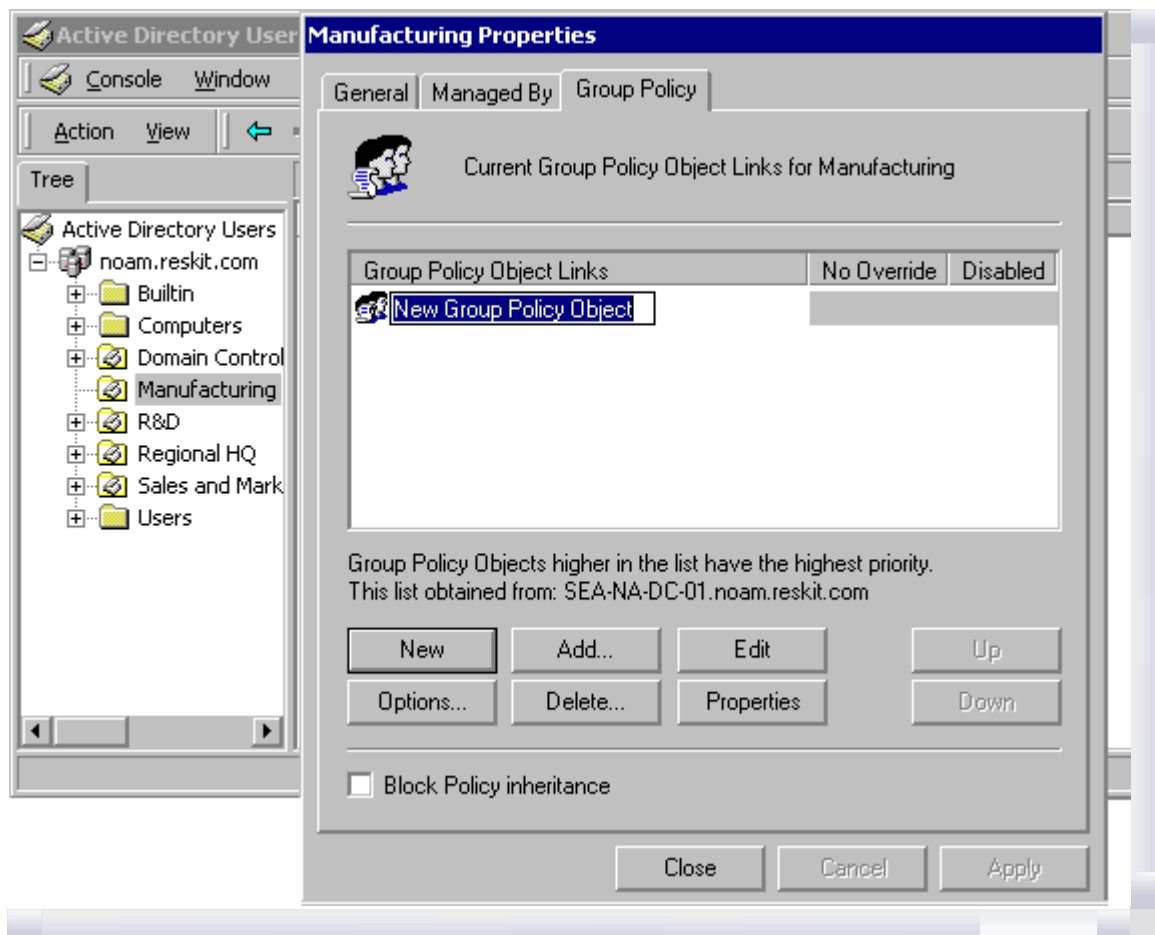 Active Directory User
Console Window
Action View
Tree
Active Directory Users
noam.reskit.com
Builtin
Computers
Domain Control
Manufacturing
R&D
Regional HQ
Sales and Mark
Users
Manufacturing Properties
General Managed By Group Policy
Current Group Policy Object Links for Manufacturing
Group Policy Object Links No Override Disabled
New Group Policy Object
Group Policy Objects higher in the list have the highest priority.
This list obtained from: SEA-NA-DC-01.noam.reskit.com
New Add... Edit Up
Options... Delete... Properties Down
Block Policy inheritance
Close Cancel Apply